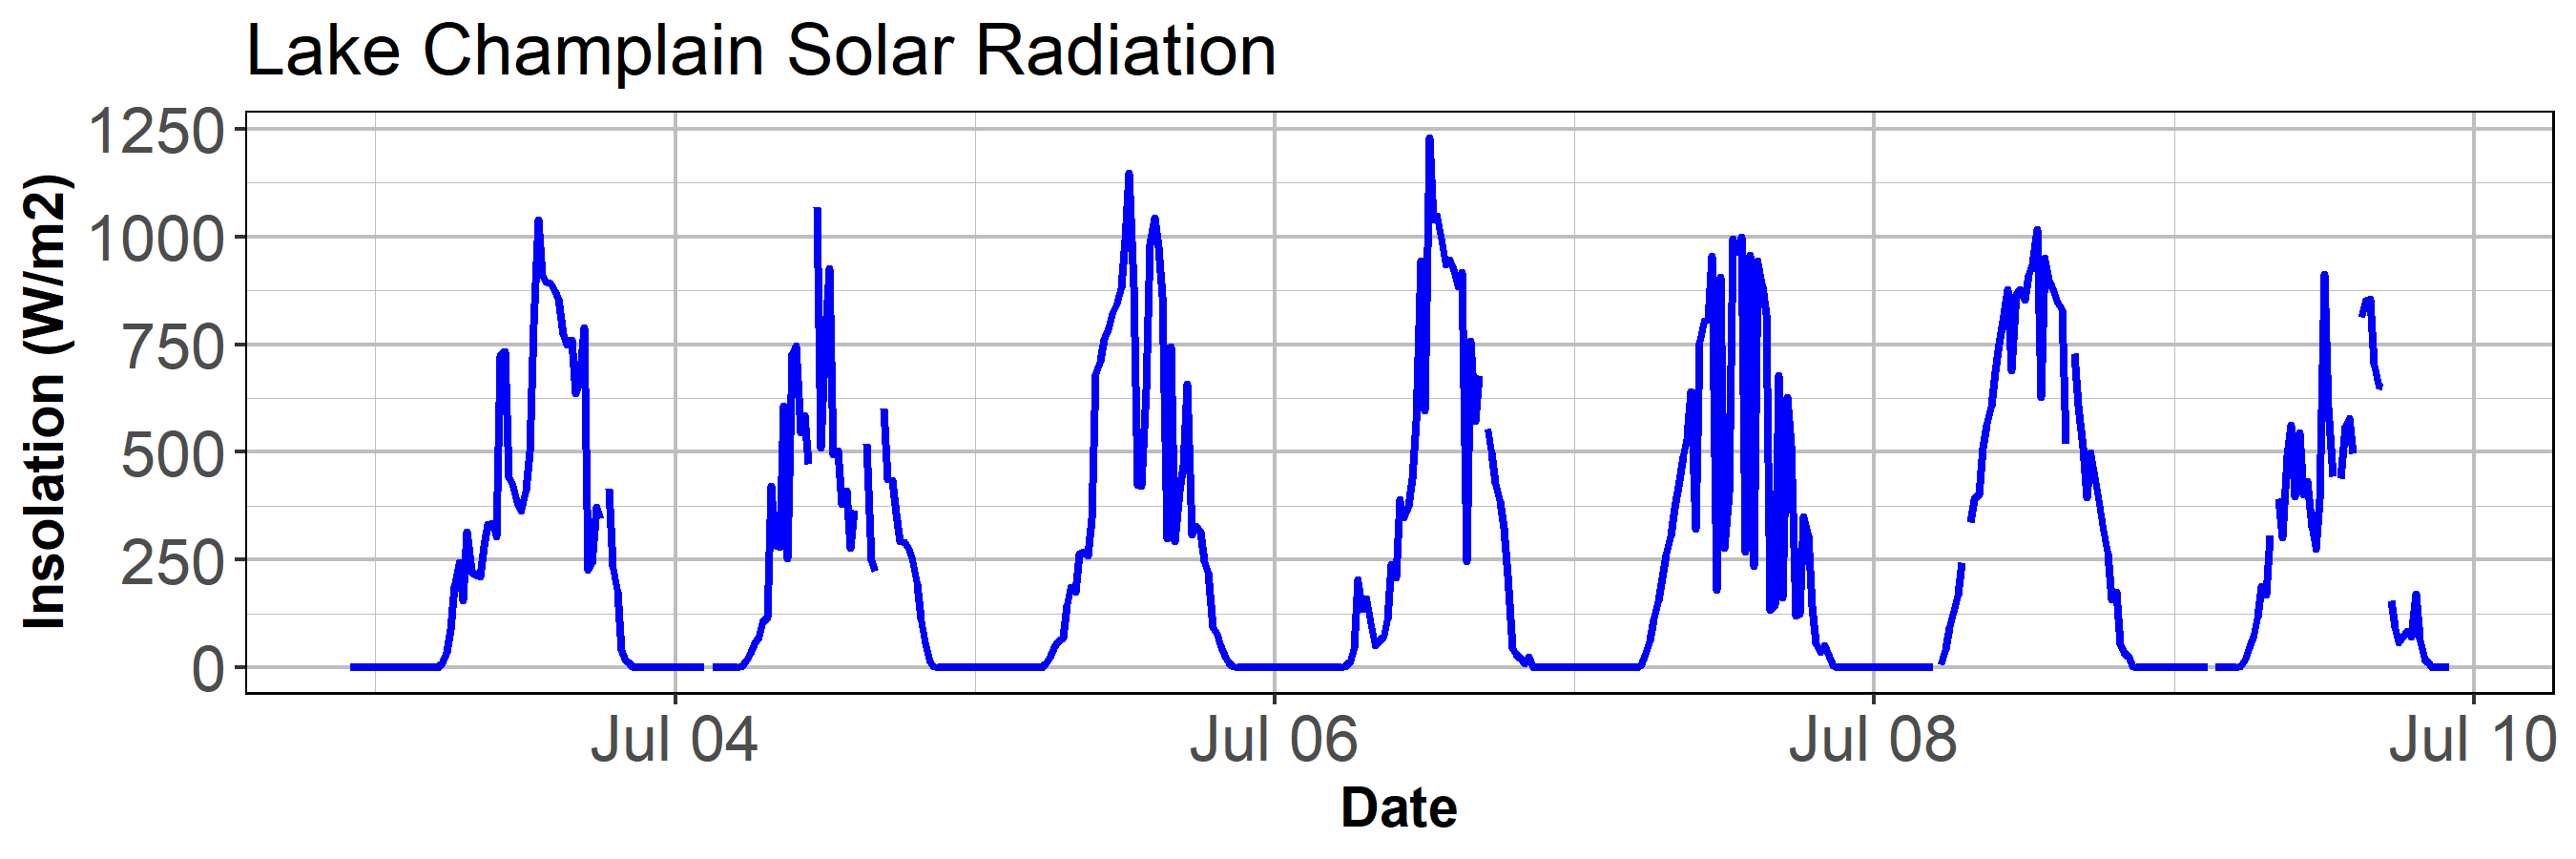 Lake Champlain Solar Radiation
1250
1000
750
500
250
0
Insolation (W/m2)
Jul 04
Jul 06
Jul 08
Jul 10
Date